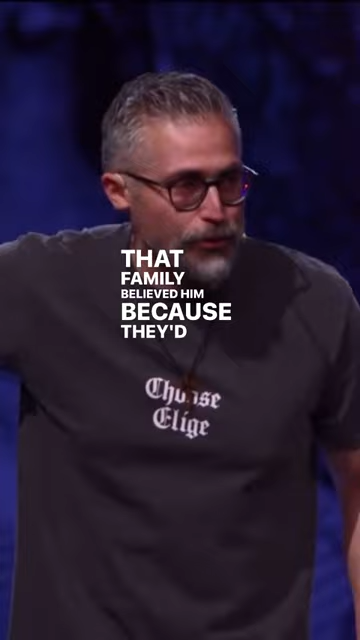 THAT
FAMILY
BELIEVED HIM
BECAUSE
THEY'D
Choose
Elige